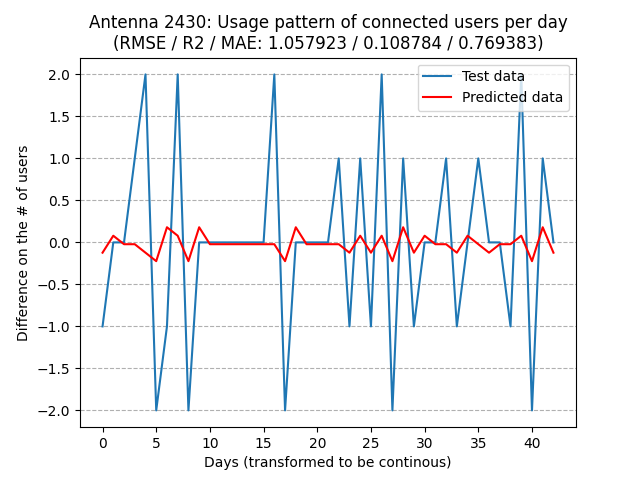 Antenna 2430: Usage pattern of connected users per day
(RMSE / R2 / MAE: 1.057923 / 0.108784 / 0.769383)
Test data
Predicted data
Difference on the # of users
2.0
1.5
1.0
0.5
0.0
−0.5
−1.0
−1.5
−2.0
0 5 10 15 20 25 30 35 40
Days (transformed to be continous)